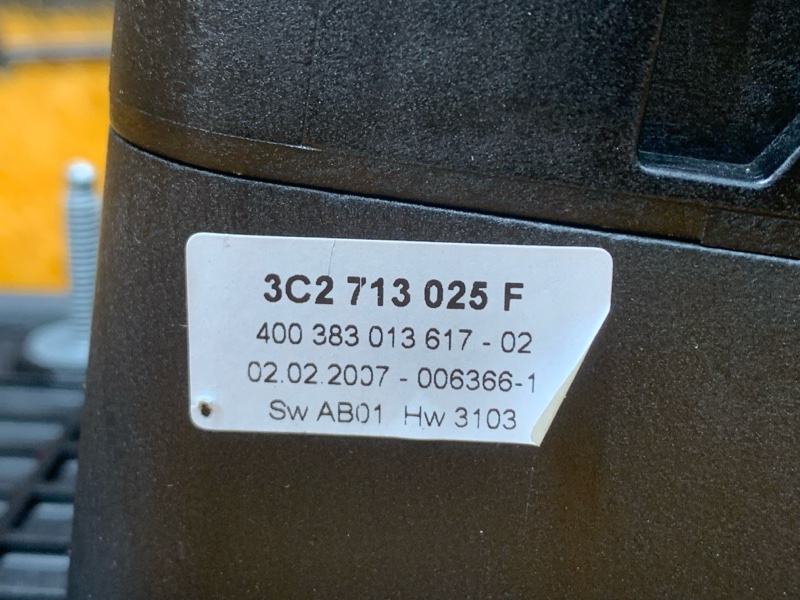 3C2 713 025 F
400 383 013 617 - 02
02.02.2007 - 006366-1
Sw AB01 Hw 3103